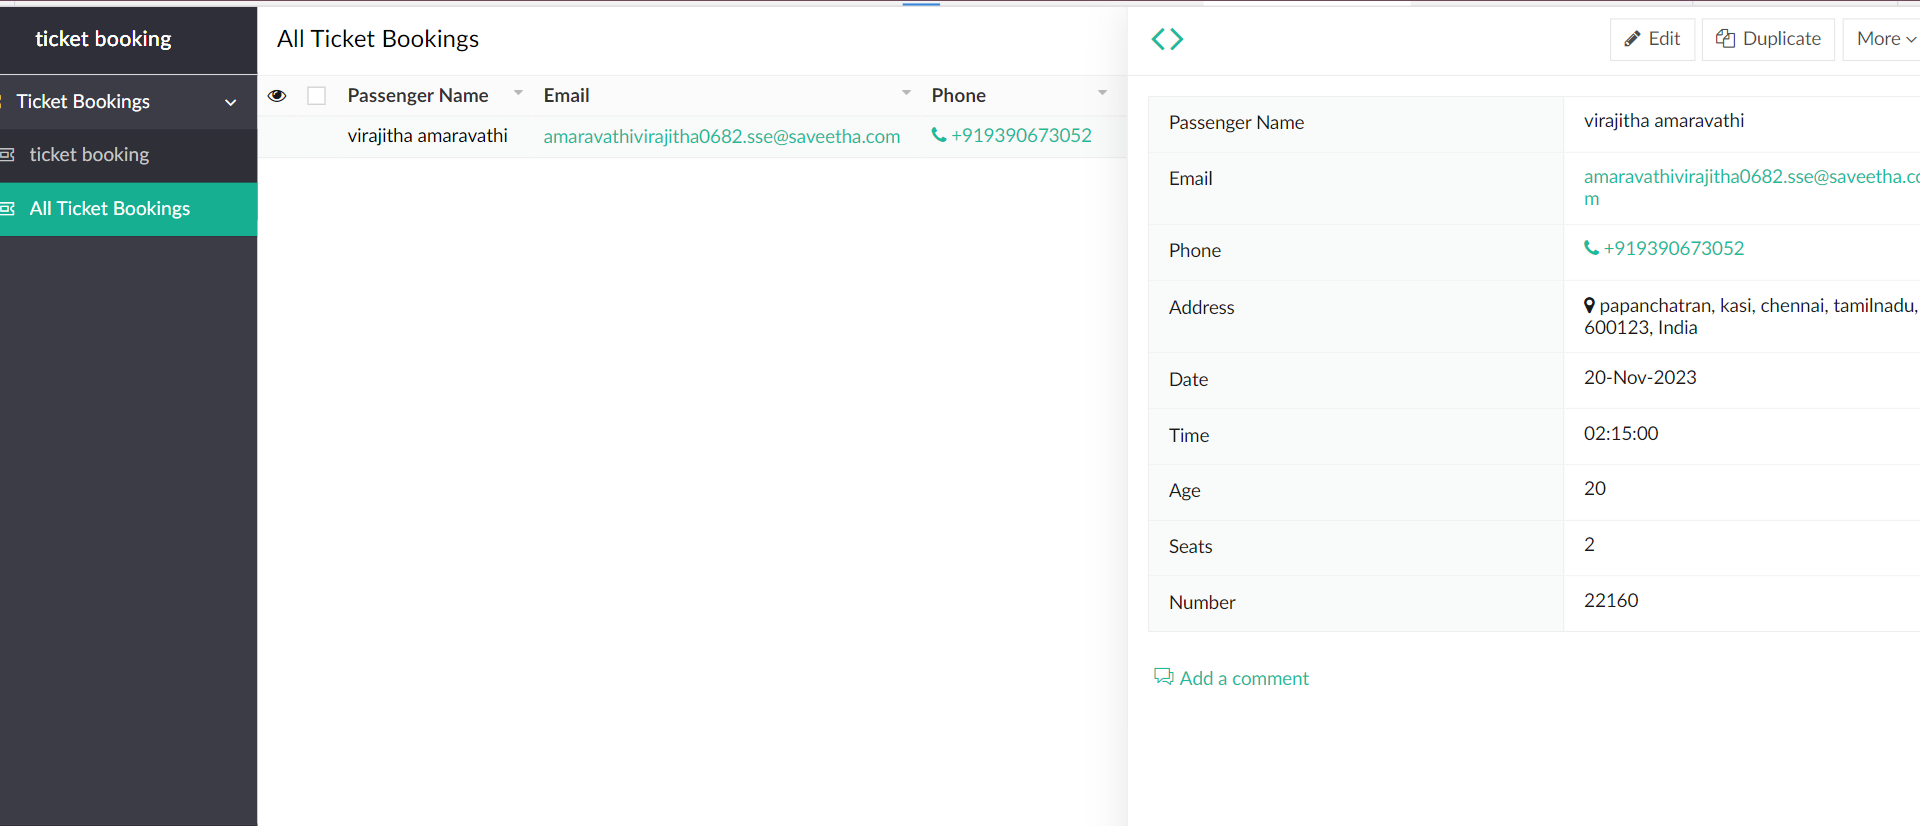 ticket booking
Ticket Bookings
ticket booking
All Ticket Bookings
All Ticket Bookings
Passenger Name Email Phone
virajitha amaravathi amaravathivirajitha0682.sse@saveetha.com +919390673052
Edit Duplicate More
Passenger Name virajitha amaravathi
Email amaravathivirajitha0682.sse@saveetha.co
m
Phone +919390673052
Address papanchatran, kasi, chennai, tamilnadu,
600123, India
Date 20-Nov-2023
Time 02:15:00
Age 20
Seats 2
Number 22160
Add a comment